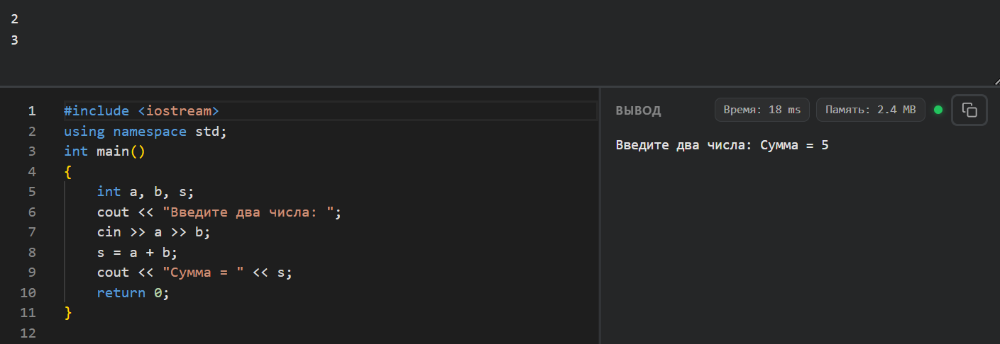 2
3
1 #include <iostream>
2 using namespace std;
3 int main()
4 {
5     int a, b, s;
6     cout << "Введите два числа: ";
7     cin >> a >> b;
8     s = a + b;
9     cout << "Сумма = " << s;
10     return 0;
11 }
12
ВЫВОД Время: 18 ms Память: 2.4 MB
Введите два числа: Сумма = 5